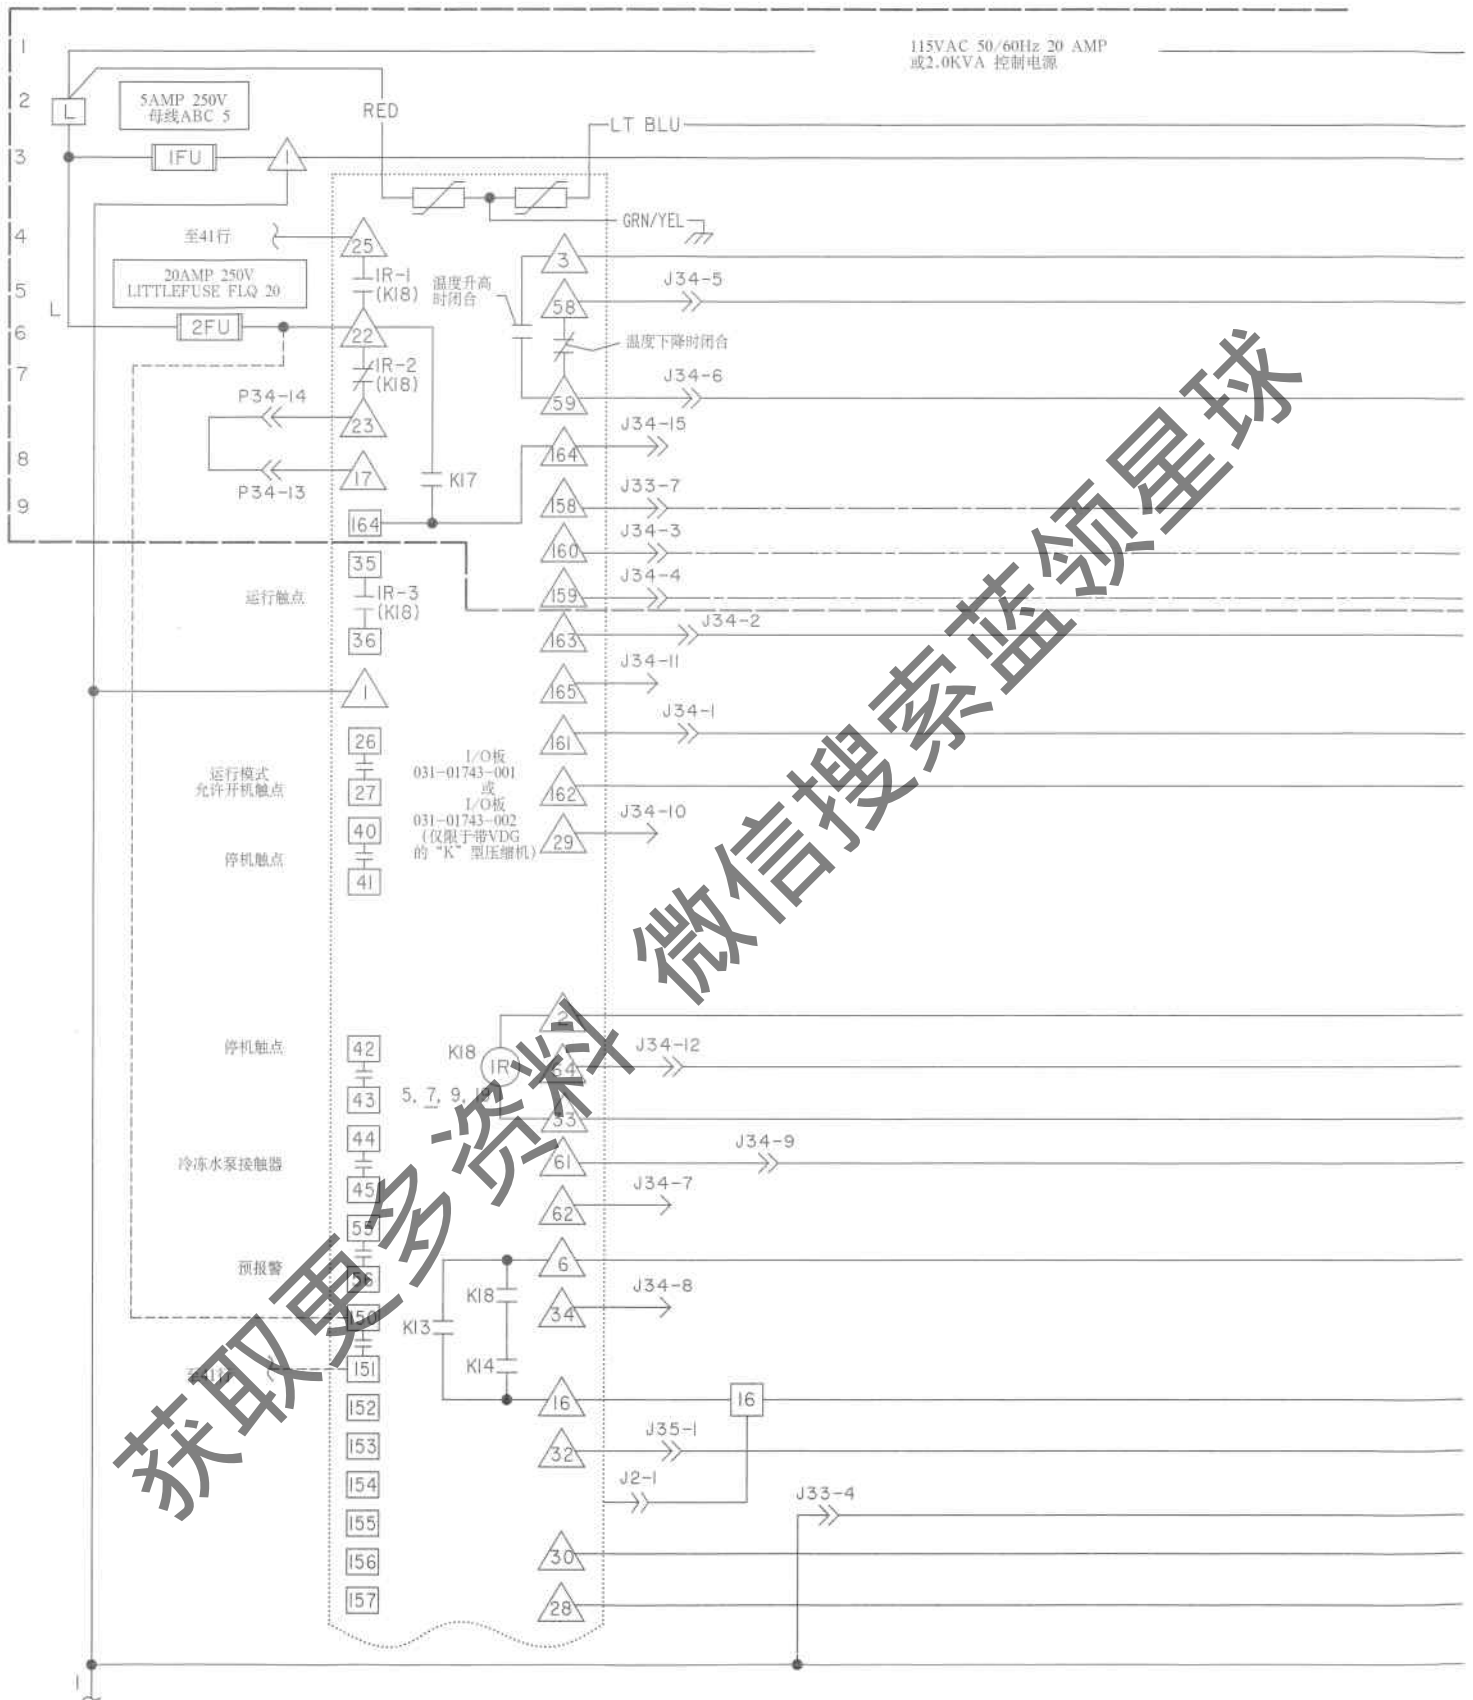 1
115VAC 50/60Hz 20 AMP
或2.0KVA 控制电源
2
L
5AMP 250V
母线ABC 5
RED
LT BLU
3
1FU
1
GRN/YEL
4
至41行
25
3
1R-1
(K18)
温度升高
时闭合
J34-5
5
20AMP 250V
LITTLEFUSE FLQ 20
58
L
6
2FU
22
温度下降时闭合
7
1R-2
(K18)
J34-6
P34-14
59
23
J34-15
8
164
17
K17
P34-13
J33-7
9
158
164
J34-3
160
35
J34-4
运行触点
1R-3
(K18)
159
36
J34-2
163
J34-11
1
165
J34-1
26
161
运行模式
允许开机触点
27
I/O板
031-01743-001
或
I/O板
031-01743-002
(仅限于带VDG
的“K”型压缩机)
162
J34-10
40
29
停机触点
41
2
停机触点
42
K18
1R
J34-12
64
43
5, 7, 9, 19
53
44
J34-9
冷冻水泵接触器
61
45
J34-7
62
55
预报警
56
6
K18
J34-8
150
K13
34
至41行
151
K14
152
16
16
153
J35-1
32
154
J2-1
J33-4
155
156
30
157
28
1
获取更多资料 微信搜索蓝领星球